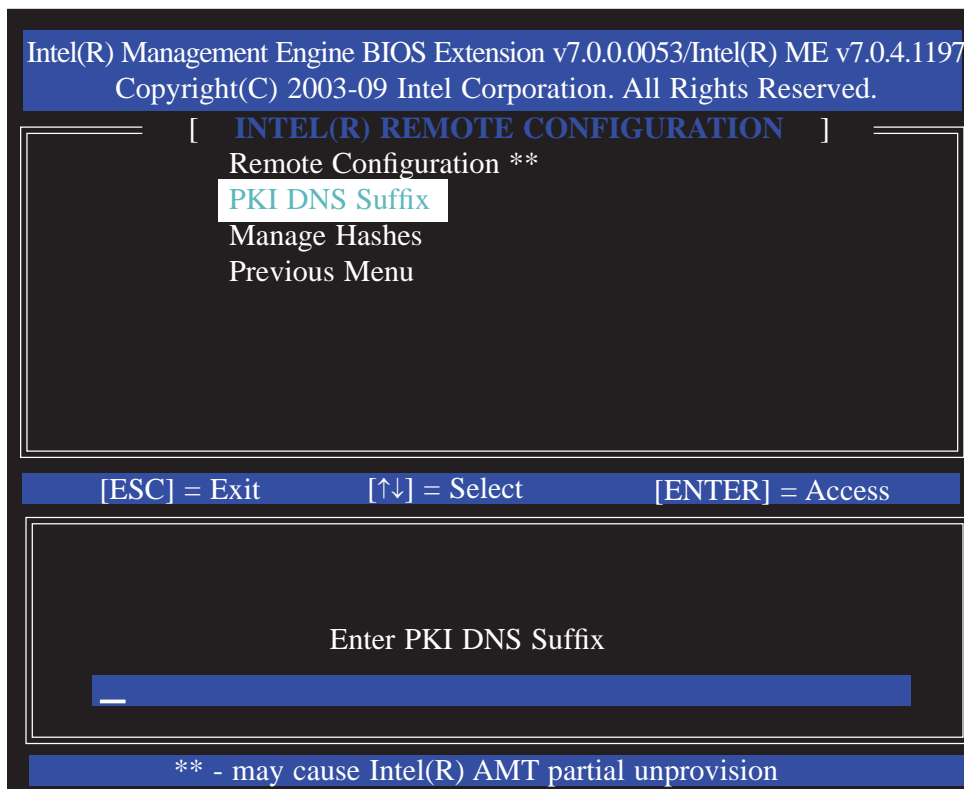 Intel(R) Management Engine BIOS Extension v7.0.0.0053/Intel(R) ME v7.0.4.1197
Copyright(C) 2003-09 Intel Corporation. All Rights Reserved.
[ INTEL(R) REMOTE CONFIGURATION ]
Remote Configuration **
PKI DNS Suffix
Manage Hashes
Previous Menu
[ESC] = Exit [↑↓] = Select [ENTER] = Access
Enter PKI DNS Suffix
** - may cause Intel(R) AMT partial unprovision